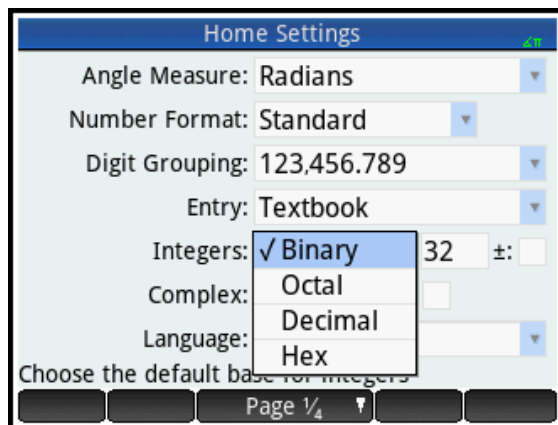 Home Settings
∡π
Angle Measure: Radians
Number Format: Standard
Digit Grouping: 123,456.789
Entry: Textbook
Integers: √ Binary 32 ±:
Octal
Complex:
Decimal
Language:
Hex
Choose the default base for integers
Page ¼